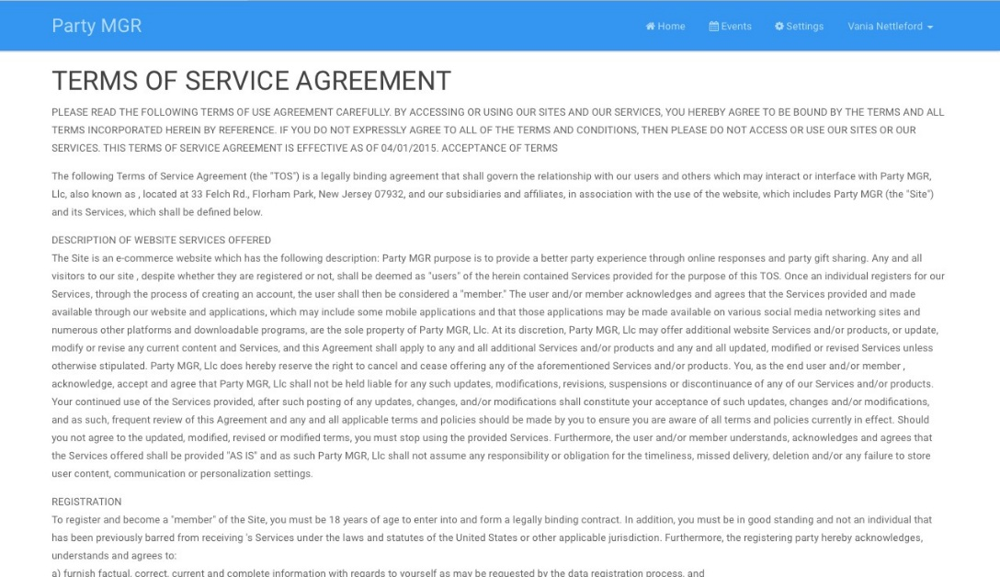 Party MGR
Home
Events
Settings
Vania Nettleford
TERMS OF SERVICE AGREEMENT
PLEASE READ THE FOLLOWING TERMS OF USE AGREEMENT CAREFULLY. BY ACCESSING OR USING OUR SITES AND OUR SERVICES, YOU HEREBY AGREE TO BE BOUND BY THE TERMS AND ALL
TERMS INCORPORATED HEREIN BY REFERENCE. IF YOU DO NOT EXPRESSLY AGREE TO ALL OF THE TERMS AND CONDITIONS, THEN PLEASE DO NOT ACCESS OR USE OUR SITES OR OUR
SERVICES. THIS TERMS OF SERVICE AGREEMENT IS EFFECTIVE AS OF 04/01/2015. ACCEPTANCE OF TERMS
The following Terms of Service Agreement (the "TOS") is a legally binding agreement that shall govern the relationship with our users and others which may interact or interface with Party MGR,
Llc, also known as , located at 33 Felch Rd., Florham Park, New Jersey 07932, and our subsidiaries and affiliates, in association with the use of the website, which includes Party MGR (the "Site")
and its Services, which shall be defined below.
DESCRIPTION OF WEBSITE SERVICES OFFERED
The Site is an e-commerce website which has the following description: Party MGR purpose is to provide a better party experience through online responses and party gift sharing. Any and all
visitors to our site , despite whether they are registered or not, shall be deemed as "users" of the herein contained Services provided for the purpose of this TOS. Once an individual registers for our
Services, through the process of creating an account, the user shall then be considered a "member." The user and/or member acknowledges and agrees that the Services provided and made
available through our website and applications, which may include some mobile applications and that those applications may be made available on various social media networking sites and
numerous other platforms and downloadable programs, are the sole property of Party MGR, Llc. At its discretion, Party MGR, Llc may offer additional website Services and/or products, or update,
modify or revise any current content and Services, and this Agreement shall apply to any and all additional Services and/or products and any and all updated, modified or revised Services unless
otherwise stipulated. Party MGR, Llc does hereby reserve the right to cancel and cease offering any of the aforementioned Services and/or products. You, as the end user and/or member ,
acknowledge, accept and agree that Party MGR, Llc shall not be held liable for any such updates, modifications, revisions, suspensions or discontinuance of any of our Services and/or products.
Your continued use of the Services provided, after such posting of any updates, changes, and/or modifications shall constitute your acceptance of such updates, changes and/or modifications,
and as such, frequent review of this Agreement and any and all applicable terms and policies should be made by you to ensure you are aware of all terms and policies currently in effect. Should
you not agree to the updated, modified, revised or modified terms, you must stop using the provided Services. Furthermore, the user and/or member understands, acknowledges and agrees that
the Services offered shall be provided "AS IS" and as such Party MGR, Llc shall not assume any responsibility or obligation for the timeliness, missed delivery, deletion and/or any failure to store
user content, communication or personalization settings.
REGISTRATION
To register and become a "member" of the Site, you must be 18 years of age to enter into and form a legally binding contract. In addition, you must be in good standing and not an individual that
has been previously barred from receiving 's Services under the laws and statutes of the United States or other applicable jurisdiction. Furthermore, the registering party hereby acknowledges,
understands and agrees to:
a) furnish factual, correct, current and complete information with regards to yourself as may be requested by the data registration process, and